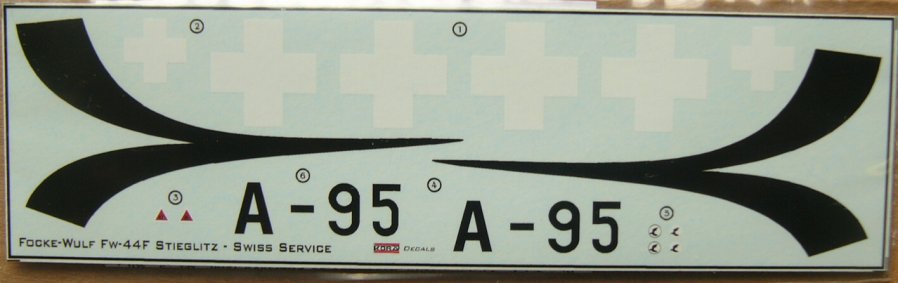 2
1
3
6
4
5
A-95
A-95
Focke-Wulf Fw-44F Stieglitz - Swiss Service
Decals